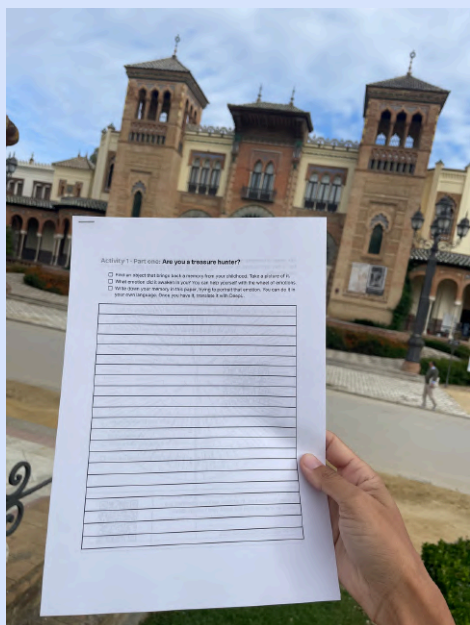 Activity 1 - Part one: Are you a treasure hunter?
Find an object that brings back a memory from your childhood. Take a picture of it.
What emotion did it awaken in you? You can help yourself with the wheel of emotions.
Write down your memory in this paper, trying to portrait that emotion. You can do it in
your own language. Once you have it, translate it with DeepL.